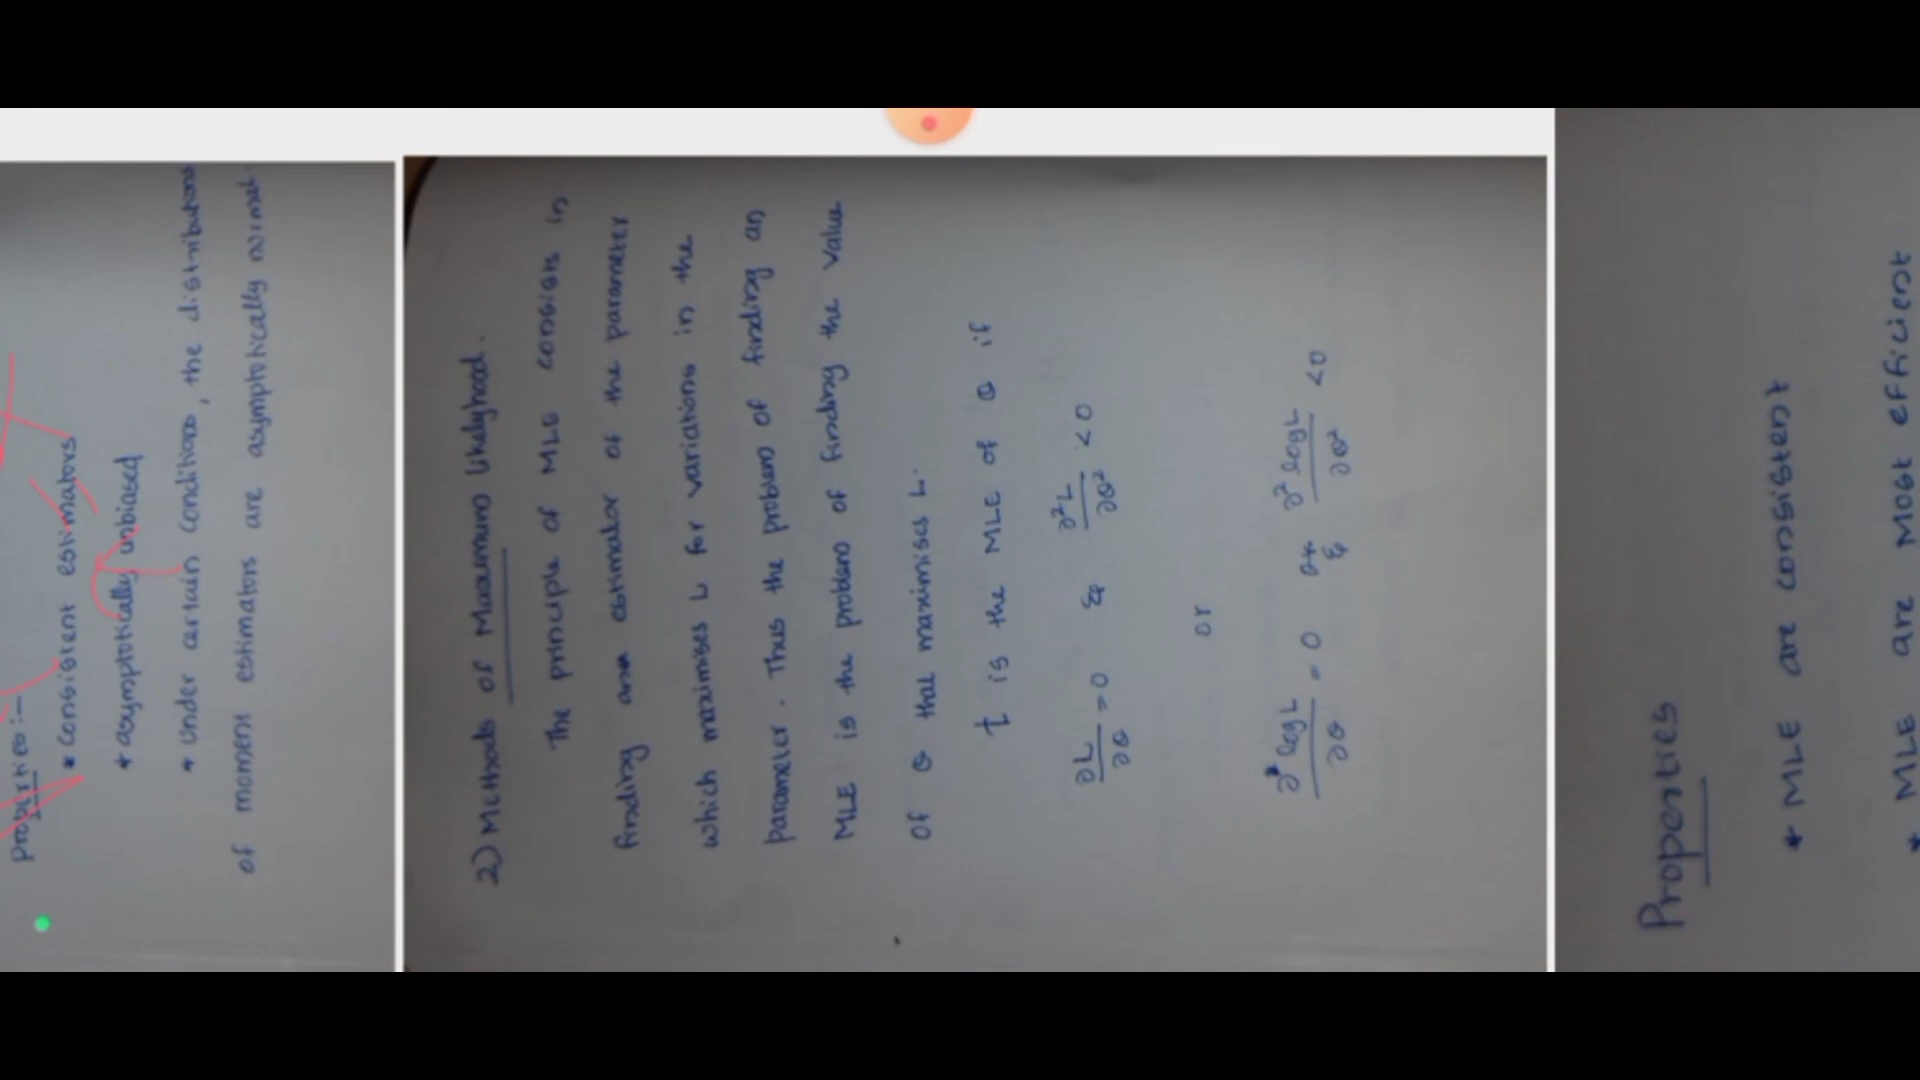 Properties :-
* Consistent estimators
* asymptotically unbiased
* Under certain conditions, the distributions
of moment estimators are asymptotically normal.
2) Methods of Maximum Likelyhood.
The principle of MLE consists in
finding an estimator of the parameter
which maximises L for variations in the
Parameter. Thus the problem of finding an
MLE is the problem of finding the value
of θ that maximises L.
t is the MLE of θ if
∂L/∂θ = 0 & ∂²L/∂θ² < 0
or
∂ log L/∂θ = 0 & ∂² log L/∂θ² < 0
Properties
* MLE are consistent
* MLE are Most efficient